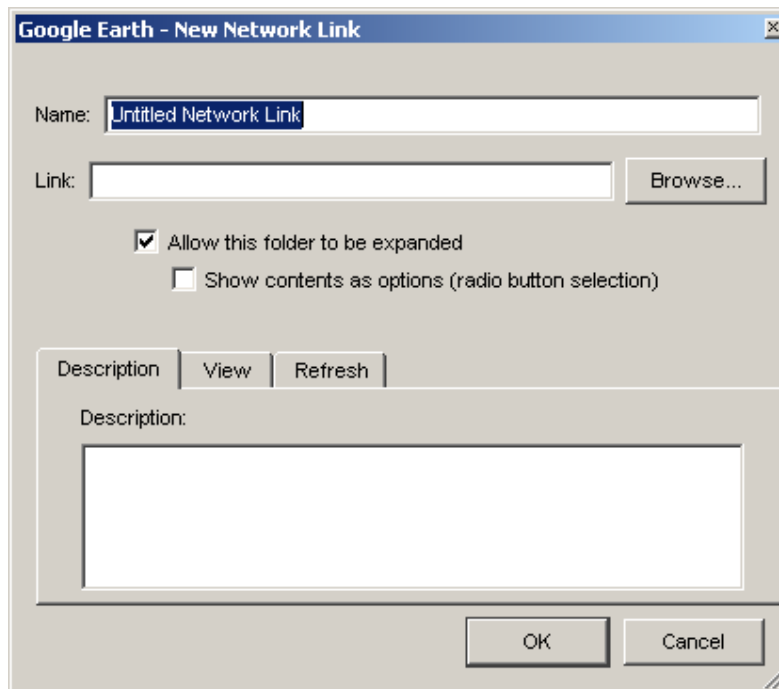 Google Earth - New Network Link
Name: Untitled Network Link
Link: Browse...
Allow this folder to be expanded
Show contents as options (radio button selection)
Description View Refresh
Description:
OK Cancel